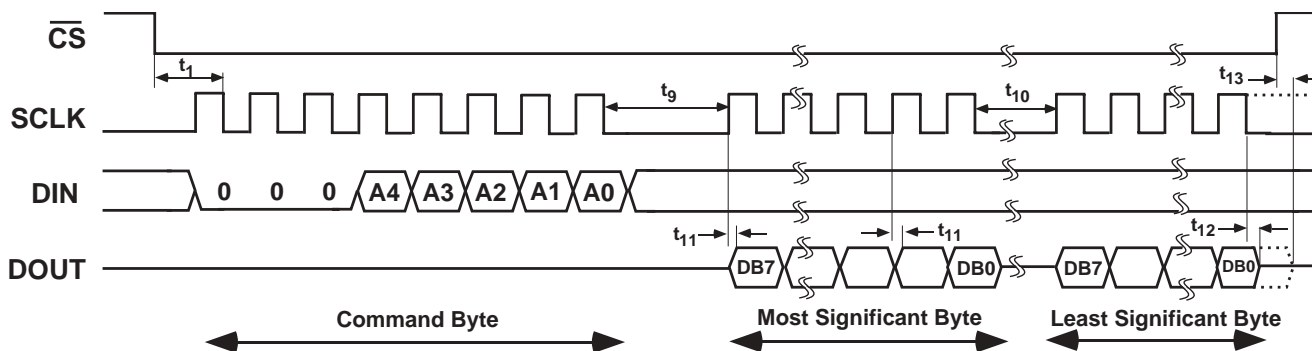 CS
t1
t13
SCLK
t9
t10
DIN
0 0 0 A4 A3 A2 A1 A0
t11
t11
t12
DOUT
DB7
DB0
DB7
DB0
Command Byte
Most Significant Byte
Least Significant Byte